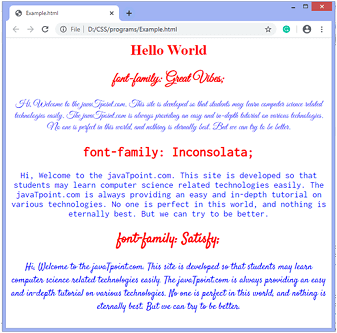 Example.html
File | D:/CSS/programs/Example.html
Hello World
font-family: Great Vibes;
Hi, Welcome to the javaTpoint.com. This site is developed so that students may learn computer science related
technologies easily. The javaTpoint.com is always providing an easy and in-depth tutorial on various technologies.
No one is perfect in this world, and nothing is eternally best. But we can try to be better.
font-family: Inconsolata;
Hi, Welcome to the javaTpoint.com. This site is developed so that
students may learn computer science related technologies easily. The
javaTpoint.com is always providing an easy and in-depth tutorial on
various technologies. No one is perfect in this world, and nothing is
eternally best. But we can try to be better.
font-family: Satisfy;
Hi, Welcome to the javaTpoint.com. This site is developed so that students may learn
computer science related technologies easily. The javaTpoint.com is always providing an easy
and in-depth tutorial on various technologies. No one is perfect in this world, and nothing is
eternally best. But we can try to be better.